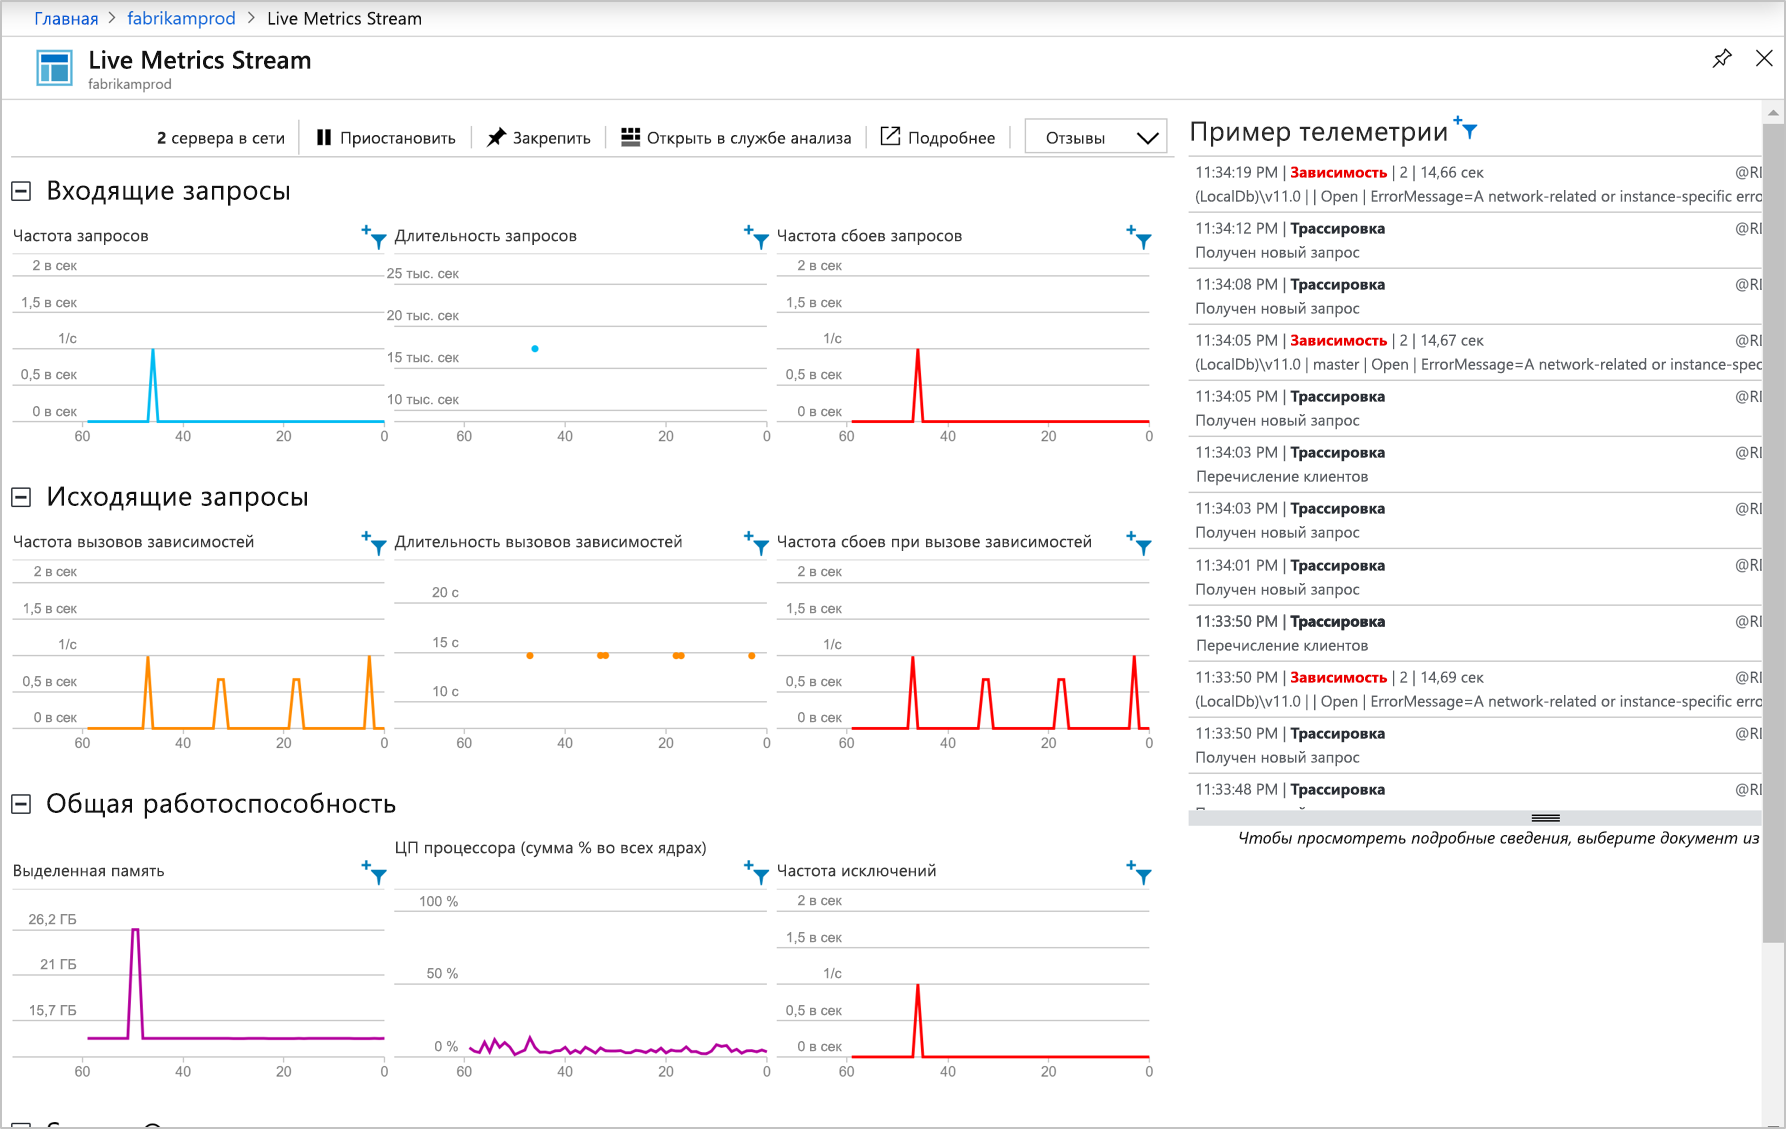 Главная > fabrikamprod > Live Metrics Stream
Live Metrics Stream
fabrikamprod
2 сервера в сети
Приостановить
Закрепить
Открыть в службе анализа
Подробнее
Отзывы
Входящие запросы
Частота запросов
2 в сек
1,5 в сек
1/с
0,5 в сек
0 в сек
60 40 20 0
Длительность запросов
25 тыс. сек
20 тыс. сек
15 тыс. сек
10 тыс. сек
60 40 20 0
Частота сбоев запросов
2 в сек
1,5 в сек
1/с
0,5 в сек
0 в сек
60 40 20 0
Исходящие запросы
Частота вызовов зависимостей
2 в сек
1,5 в сек
1/с
0,5 в сек
0 в сек
60 40 20 0
Длительность вызовов зависимостей
20 с
15 с
10 с
60 40 20 0
Частота сбоев при вызове зависимостей
2 в сек
1,5 в сек
1/с
0,5 в сек
0 в сек
60 40 20 0
Общая работоспособность
Выделенная память
26,2 ГБ
21 ГБ
15,7 ГБ
60 40 20 0
ЦП процессора (сумма % во всех ядрах)
100 %
50 %
0 %
60 40 20 0
Частота исключений
2 в сек
1,5 в сек
1/с
0,5 в сек
0 в сек
60 40 20 0
Пример телеметрии
11:34:19 PM | Зависимость | 2 | 14,66 сек @RI
(LocalDb)\v11.0 | | Open | ErrorMessage=A network-related or instance-specific erro
11:34:12 PM | Трассировка @RI
Получен новый запрос
11:34:08 PM | Трассировка @RI
Получен новый запрос
11:34:05 PM | Зависимость | 2 | 14,67 сек @RI
(LocalDb)\v11.0 | master | Open | ErrorMessage=A network-related or instance-spec
11:34:05 PM | Трассировка @RI
Получен новый запрос
11:34:03 PM | Трассировка @RI
Перечисление клиентов
11:34:03 PM | Трассировка @RI
Получен новый запрос
11:34:01 PM | Трассировка @RI
Получен новый запрос
11:33:50 PM | Трассировка @RI
Перечисление клиентов
11:33:50 PM | Зависимость | 2 | 14,69 сек @RI
(LocalDb)\v11.0 | | Open | ErrorMessage=A network-related or instance-specific erro
11:33:50 PM | Трассировка @RI
Получен новый запрос
11:33:48 PM | Трассировка @RI
Чтобы просмотреть подробные сведения, выберите документ из